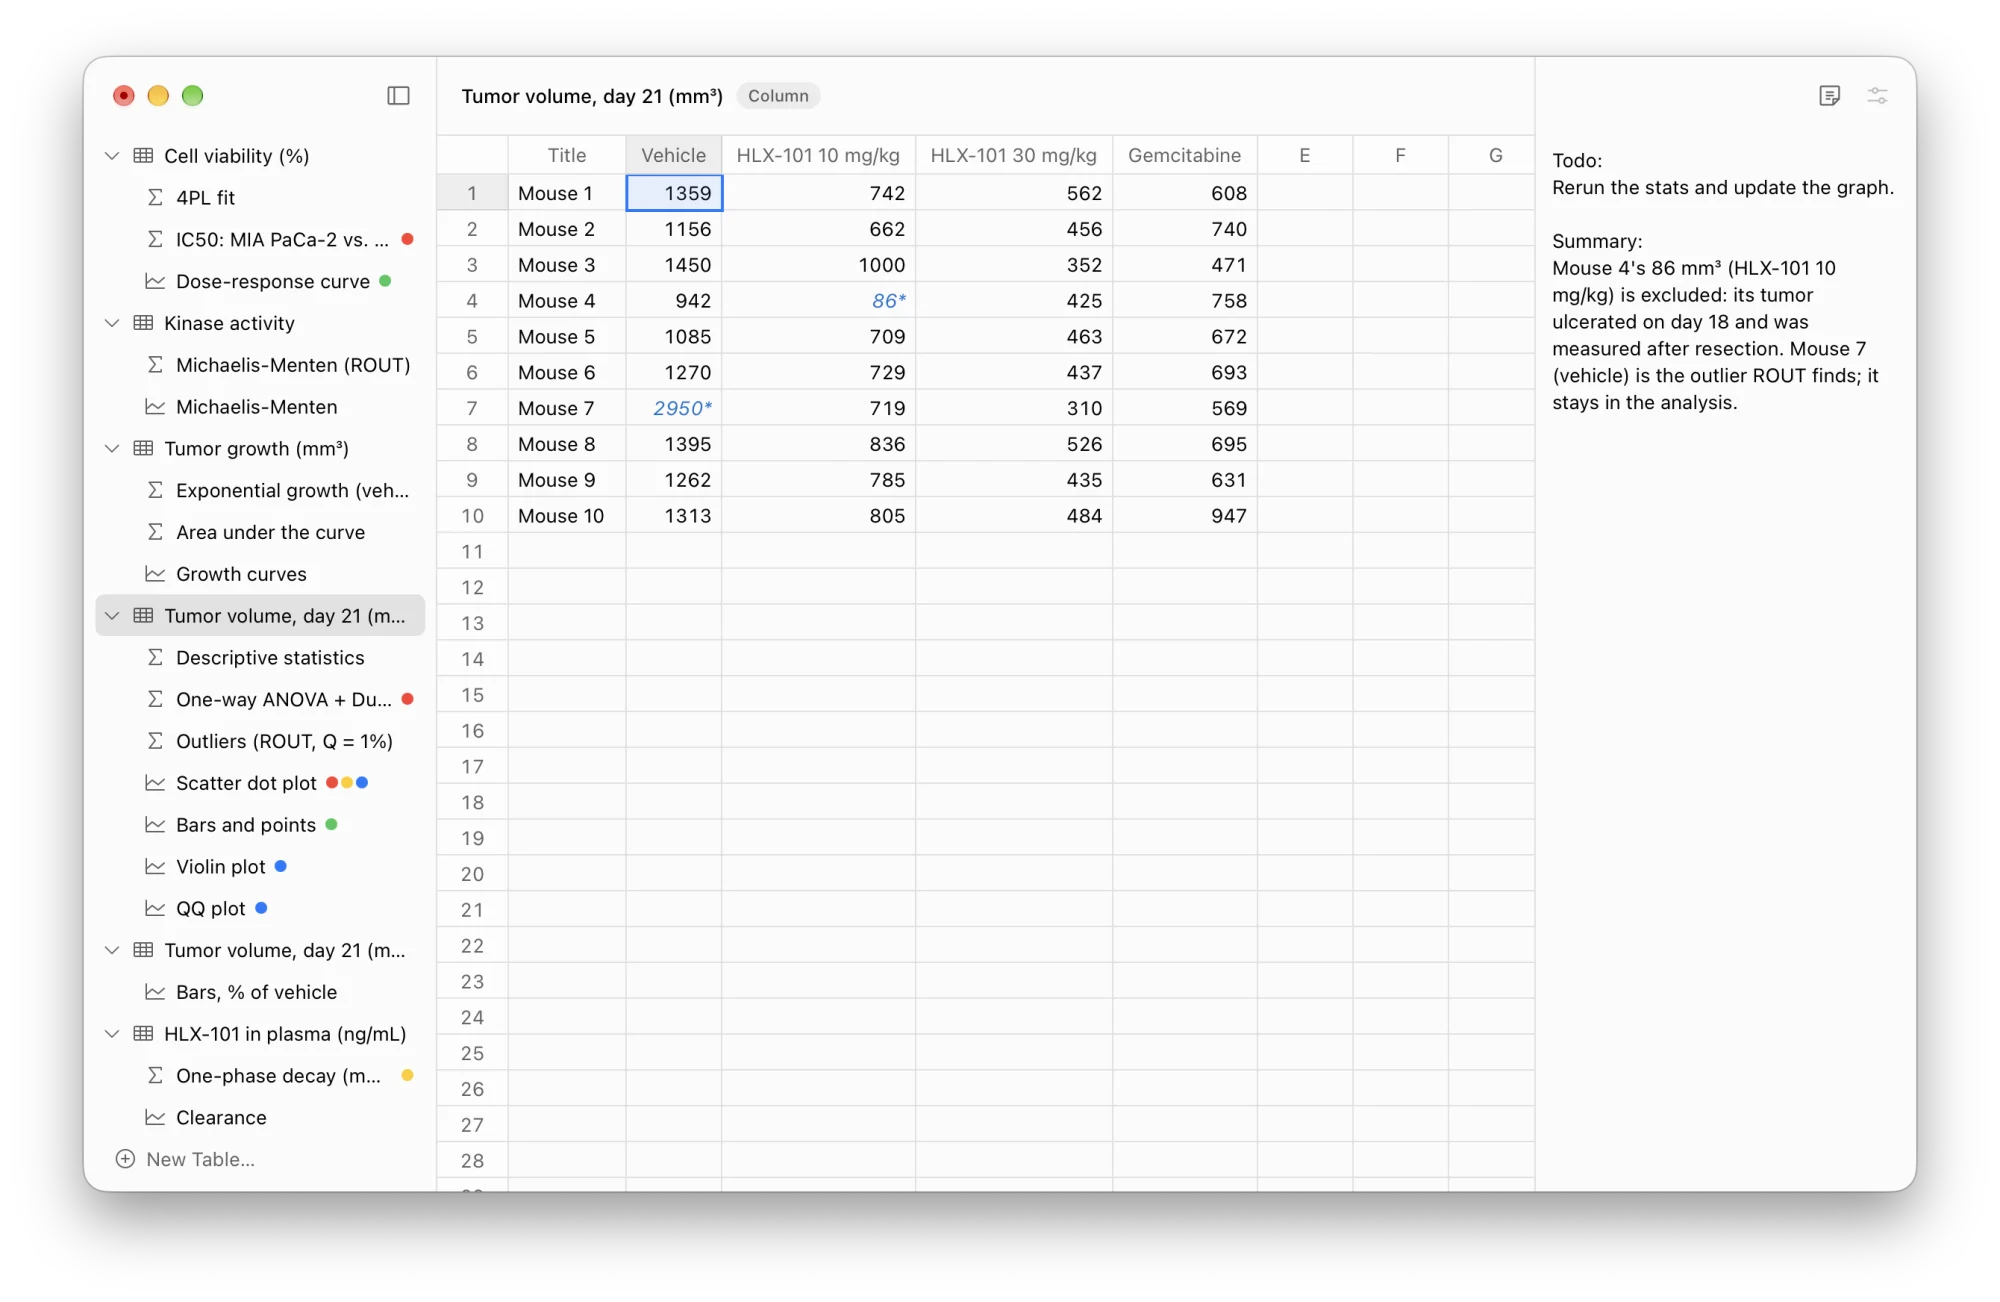 Cell viability (%)
4PL fit
IC50: MIA PaCa-2 vs. ...
Dose-response curve
Kinase activity
Michaelis-Menten (ROUT)
Michaelis-Menten
Tumor growth (mm³)
Exponential growth (veh...
Area under the curve
Growth curves
Tumor volume, day 21 (m...
Descriptive statistics
One-way ANOVA + Du...
Outliers (ROUT, Q = 1%)
Scatter dot plot
Bars and points
Violin plot
QQ plot
Tumor volume, day 21 (m...
Bars, % of vehicle
HLX-101 in plasma (ng/mL)
One-phase decay (m...
Clearance
New Table...
Tumor volume, day 21 (mm³) Column
Title Vehicle HLX-101 10 mg/kg HLX-101 30 mg/kg Gemcitabine E F G
1 Mouse 1 1359 742 562 608
2 Mouse 2 1156 662 456 740
3 Mouse 3 1450 1000 352 471
4 Mouse 4 942 86* 425 758
5 Mouse 5 1085 709 463 672
6 Mouse 6 1270 729 437 693
7 Mouse 7 2950* 719 310 569
8 Mouse 8 1395 836 526 695
9 Mouse 9 1262 785 435 631
10 Mouse 10 1313 805 484 947
11
12
13
14
15
16
17
18
19
20
21
22
23
24
25
26
27
28
Todo:
Rerun the stats and update the graph.
Summary:
Mouse 4's 86 mm³ (HLX-101 10
mg/kg) is excluded: its tumor
ulcerated on day 18 and was
measured after resection. Mouse 7
(vehicle) is the outlier ROUT finds; it
stays in the analysis.